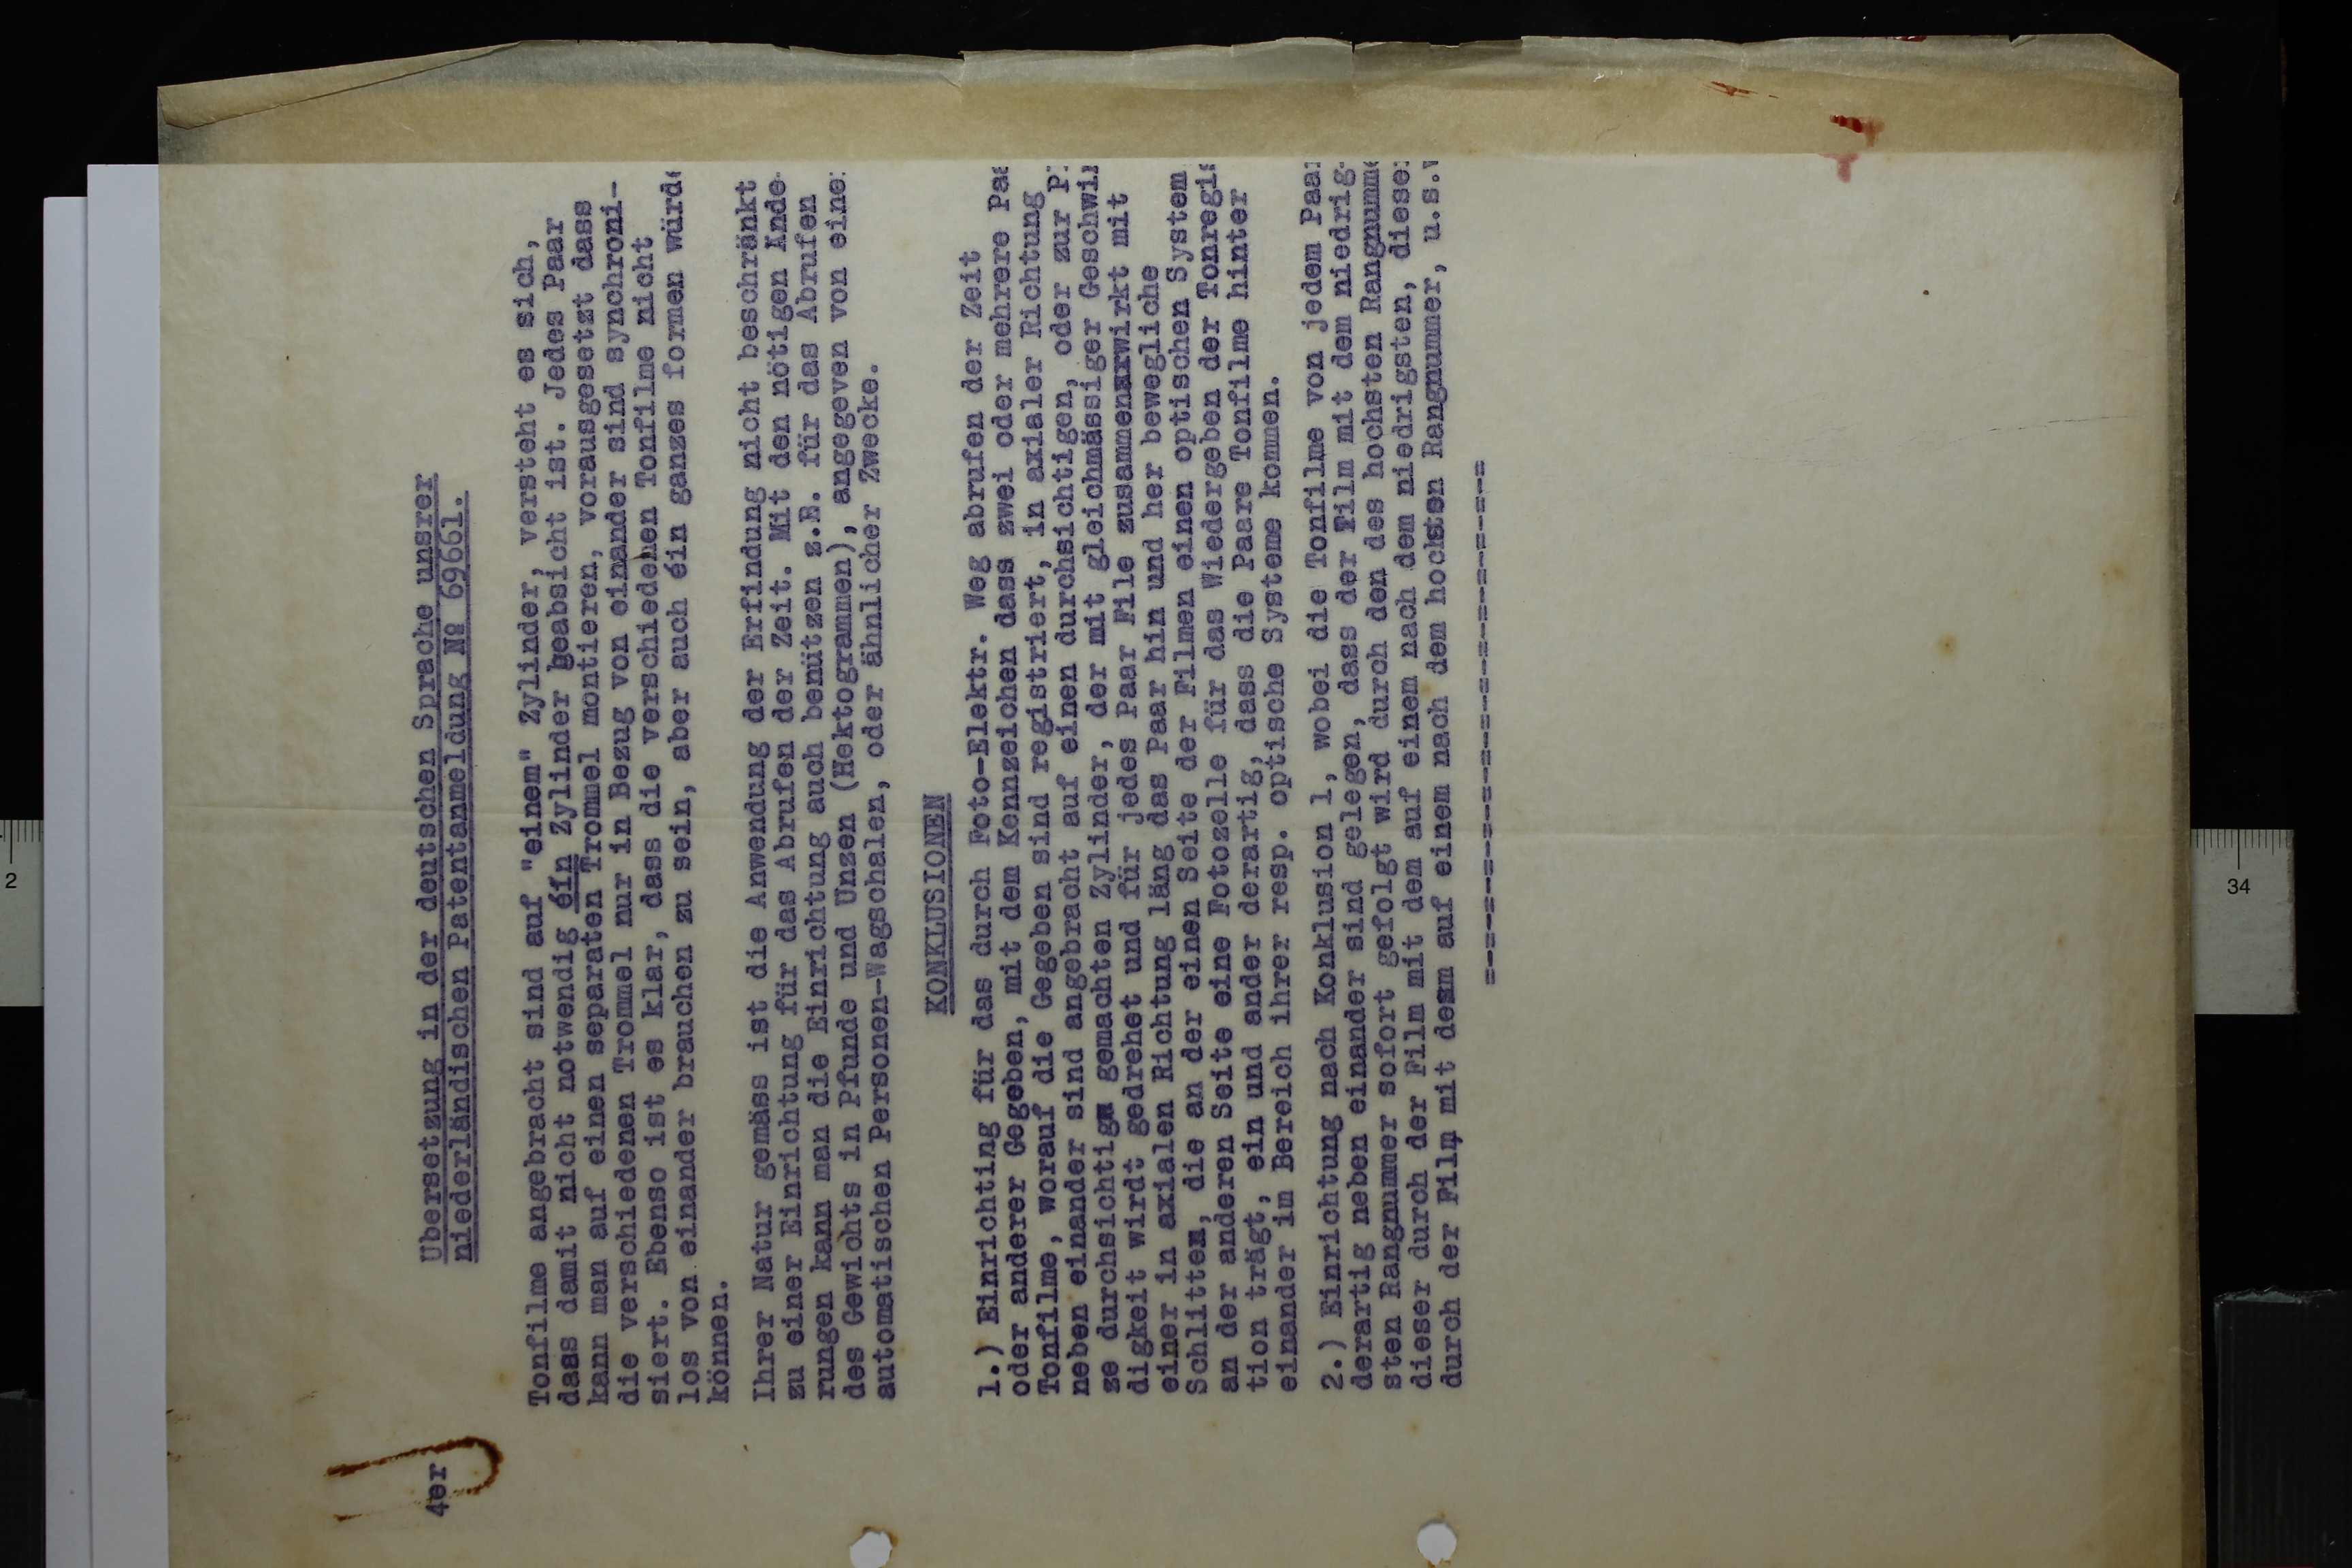 4er
Übersetzung in der deutschen Sprache unsrer
niederländischen Patentanmeldung № 69661.
Tonfilme angebracht sind auf "einem" Zylinder, versteht es sich,
dass damit nicht notwendig éín Zylinder beabsicht ist. Jedes Paar
kann man auf einen separaten Trommel montieren, vorausgesetzt dass
die verschiedenen Trommel nur in Bezug von einander sind synchroni-
siert. Ebenso ist es klar, dass die verschiedenen Tonfilme nicht
los von einander brauchen zu sein, aber auch éin ganzes formen würde
können.
Ihrer Natur gemäss ist die Anwendung der Erfindung nicht beschränkt
zu einer Einrichtung für das Abrufen der Zeit. Mit den nötigen Ände-
rungen kann man die Einrichtung auch benützen z.B. für das Abrufen
des Gewichts in Pfunde und Unzen (Hektogrammen), angegeven von eine
automatischen Personen-Wagschalen, oder ähnlicher Zwecke.
KONKLUSIONEN
1.) Einrichting für das durch Foto-Elektr. Weg abrufen der Zeit
oder anderer Gegeben, mit dem Kennzeichen dass zwei oder mehrere Paa
Tonfilme, worauf die Gegeben sind registriert, in axialer Richtung
neben einander sind angebracht auf einen durchsichtigen, oder zur P
ze durchsichtign gemachten Zylinder, der mit gleichmässiger Geschwin
digkeit wirdt gedrehet und für jedes Paar File zusammenwirkt mit
einer in axialen Richtung läng das Paar hin und her bewegliche
Schlitten, die an der einen Seite der Filmen einen optischen System
an der anderen Seite eine Fotozelle für das Wiedergeben der Tonregis
tion trägt, ein und ander derartig, dass die Paare Tonfilme hinter
einander im Bereich ihrer resp. optische Systeme kommen.
2.) Einrichtung nach Konklusion 1, wobei die Tonfilme von jedem Paar
derartig neben einander sind gelegen, dass der Film mit dem niedrig-
sten Rangnummer sofort gefolgt wird durch den des hochsten Rangnumme
dieser durch der Film mit dem auf einem nach dem niedrigsten, dieser
durch der Film mit dem auf einem nach dem hochsten Rangnummer, u.s.w
=-=-=-=-=-=-=-=-=-=-=-=-=-=-=-=-=-=
2
34